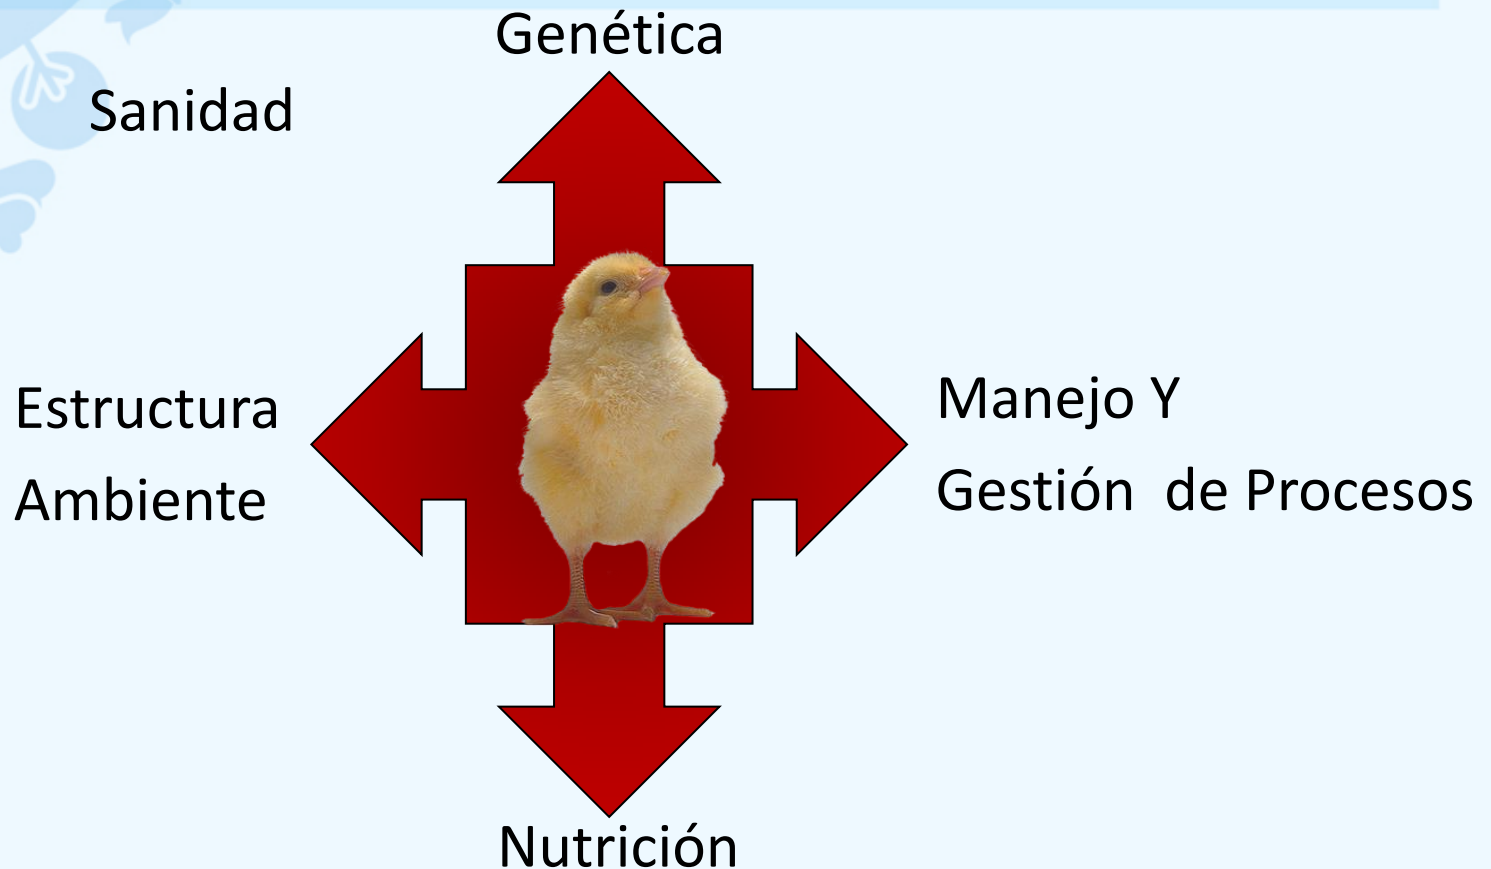 Genética
Sanidad
Estructura
Ambiente
Manejo Y
Gestión de Procesos
Nutrición